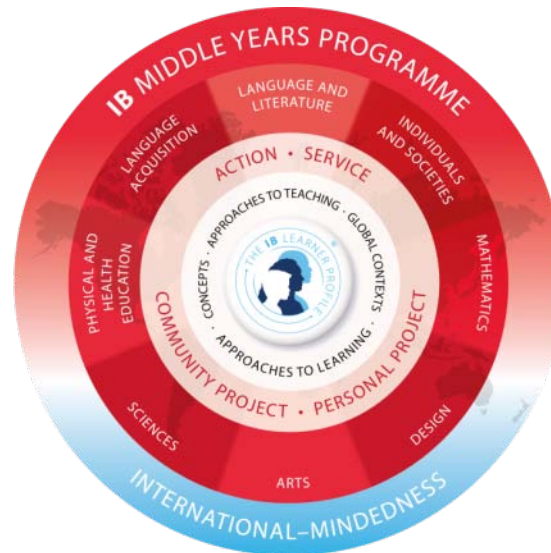 IB MIDDLE YEARS PROGRAMME
LANGUAGE AND
LITERATURE
LANGUAGE
ACQUISITION
INDIVIDUALS
AND SOCIETIES
PHYSICAL AND
HEALTH
EDUCATION
MATHEMATICS
SCIENCES
ARTS
DESIGN
ACTION • SERVICE
COMMUNITY PROJECT • PERSONAL PROJECT
APPROACHES TO TEACHING · GLOBAL CONTEXTS ·
· CONCEPTS ·
APPROACHES TO LEARNING
THE IB LEARNER PROFILE
®
INTERNATIONAL–MINDEDNESS